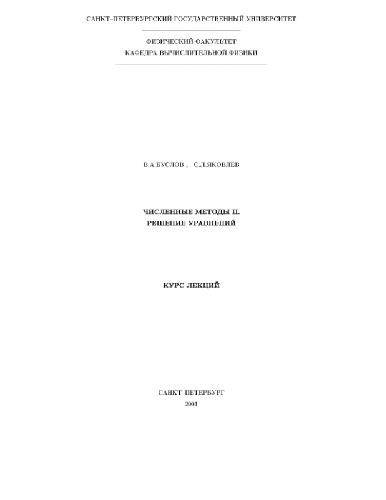 САНКТ–ПЕТЕРБУРГСКИЙ ГОСУДАРСТВЕННЫЙ УНИВЕРСИТЕТ
ФИЗИЧЕСКИЙ ФАКУЛЬТЕТ
КАФЕДРА ВЫЧИСЛИТЕЛЬНОЙ ФИЗИКИ
В.А.БУСЛОВ , С.Л.ЯКОВЛЕВ
ЧИСЛЕННЫЕ МЕТОДЫ II.
РЕШЕНИЕ УРАВНЕНИЙ
КУРС ЛЕКЦИЙ
САНКТ–ПЕТЕРБУРГ